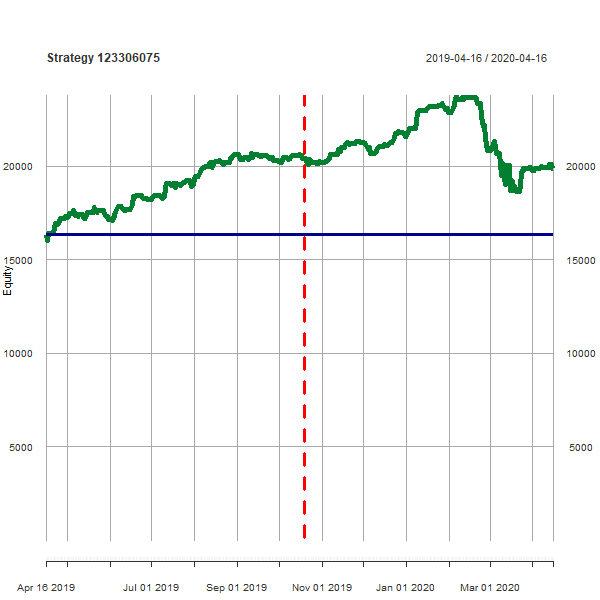 Strategy 123306075
2019-04-16 / 2020-04-16
20000
20000
15000
15000
Equity
10000
10000
5000
5000
Apr 16 2019
Jul 01 2019
Sep 01 2019
Nov 01 2019
Jan 01 2020
Mar 01 2020